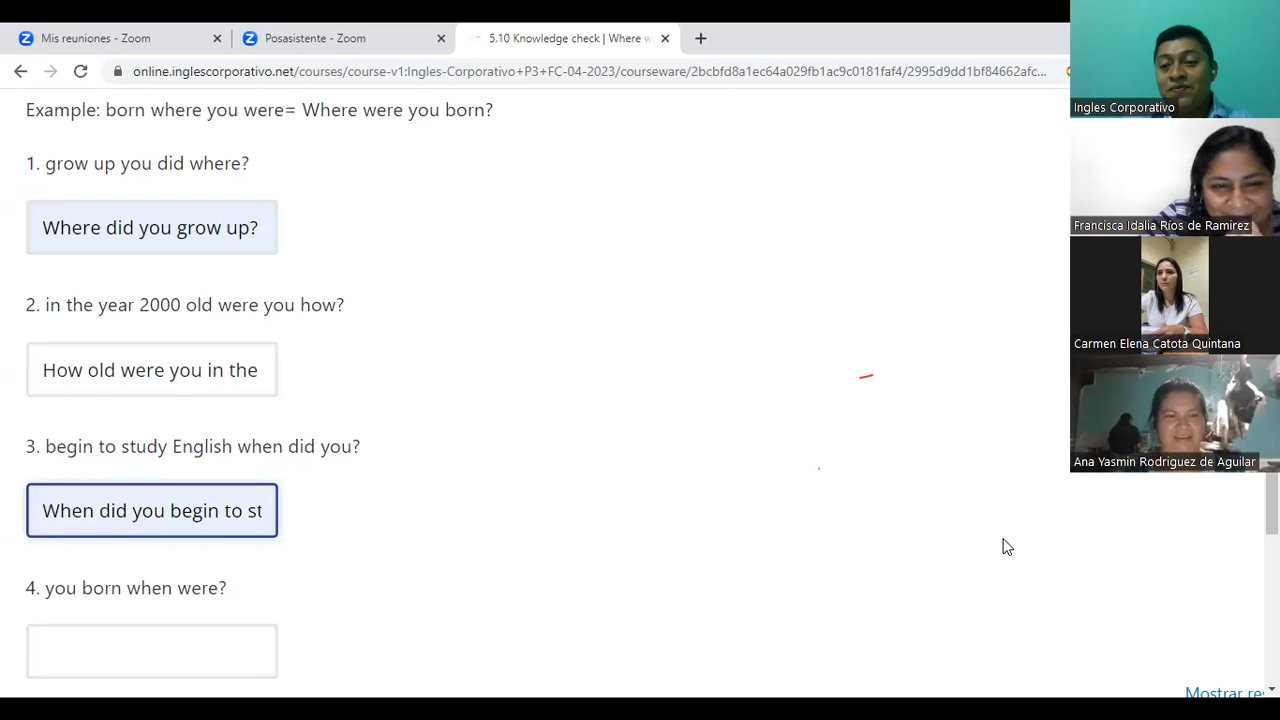 Mis reuniones - Zoom
Posasistente - Zoom
5.10 Knowledge check | Where w
online.inglescorporativo.net/courses/course-v1:Ingles-Corporativo+P3+FC-04-2023/courseware/2bcbfd8a1ec64a029fb1ac9c0181faf4/2995d9dd1bf84662afc...
Example: born where you were= Where were you born?
1. grow up you did where?
Where did you grow up?
2. in the year 2000 old were you how?
How old were you in the
3. begin to study English when did you?
When did you begin to st
4. you born when were?
Mostrar re
Ingles Corporativo
Francisca Idalia Ríos de Ramirez
Carmen Elena Catota Quintana
Ana Yasmin Rodriguez de Aguilar